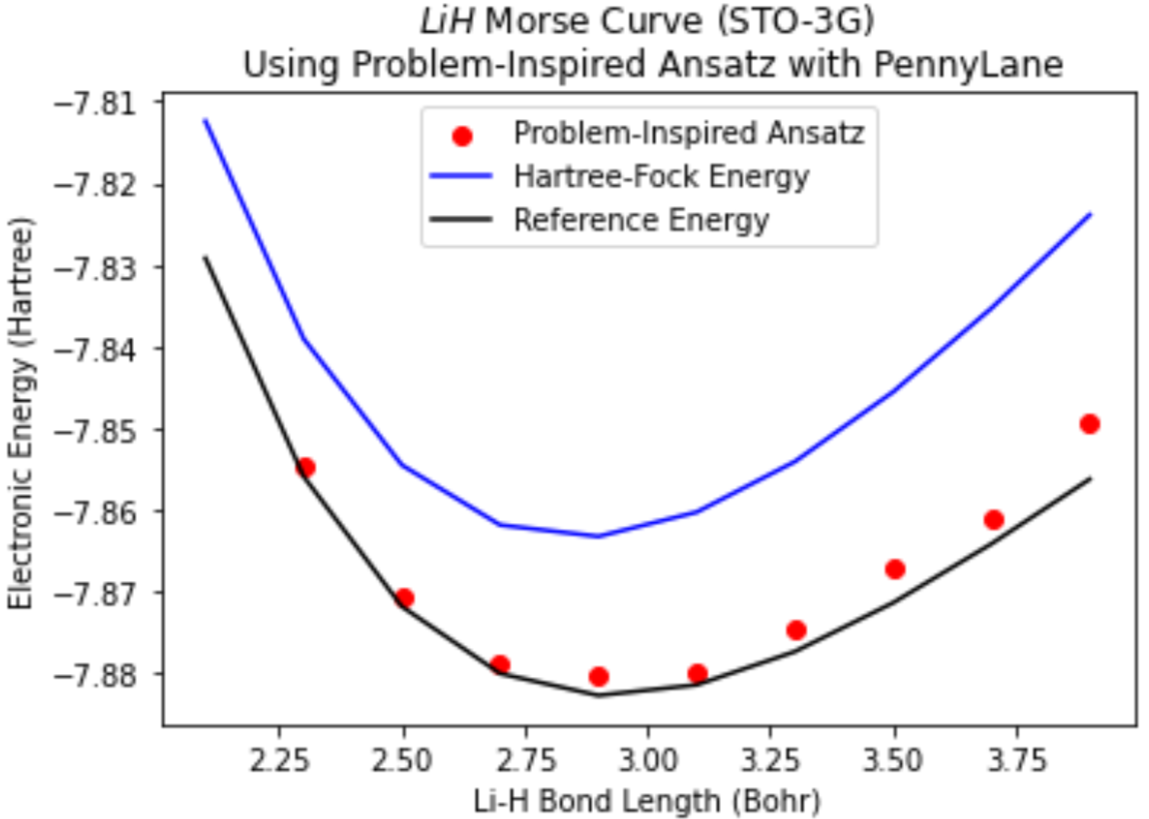 LiH Morse Curve (STO-3G)
Using Problem-Inspired Ansatz with PennyLane
−7.81
−7.82
−7.83
−7.84
−7.85
−7.86
−7.87
−7.88
Electronic Energy (Hartree)
Problem-Inspired Ansatz
Hartree-Fock Energy
Reference Energy
2.25 2.50 2.75 3.00 3.25 3.50 3.75
Li-H Bond Length (Bohr)